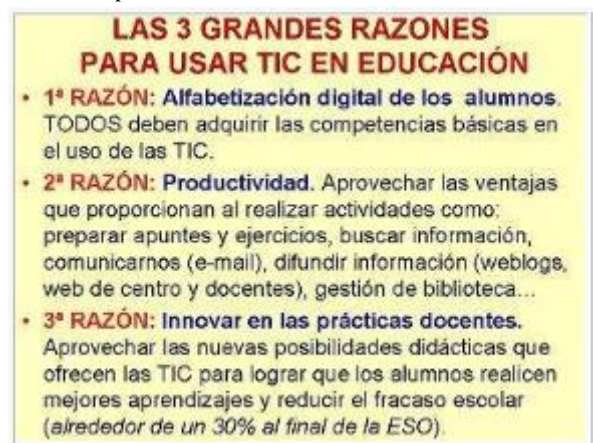 LAS 3 GRANDES RAZONES
PARA USAR TIC EN EDUCACIÓN
• 1ª RAZÓN: Alfabetización digital de los alumnos.
TODOS deben adquirir las competencias básicas en
el uso de las TIC.
• 2ª RAZÓN: Productividad. Aprovechar las ventajas
que proporcionan al realizar actividades como:
preparar apuntes y ejercicios, buscar información,
comunicarnos (e-mail), difundir información (weblogs,
web de centro y docentes), gestión de biblioteca...
• 3ª RAZÓN: Innovar en las prácticas docentes.
Aprovechar las nuevas posibilidades didácticas que
ofrecen las TIC para lograr que los alumnos realicen
mejores aprendizajes y reducir el fracaso escolar
(alrededor de un 30% al final de la ESO).